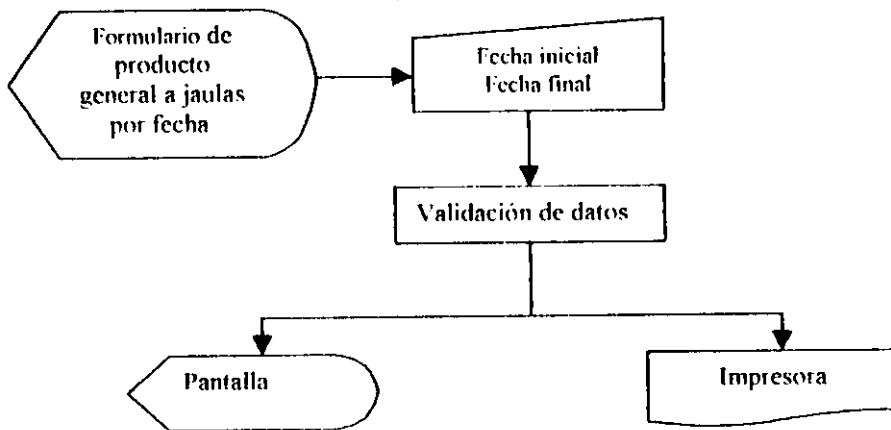 Formulario de
producto
general a jaulas
por fecha
Fecha inicial
Fecha final
Validación de datos
Pantalla
Impresora